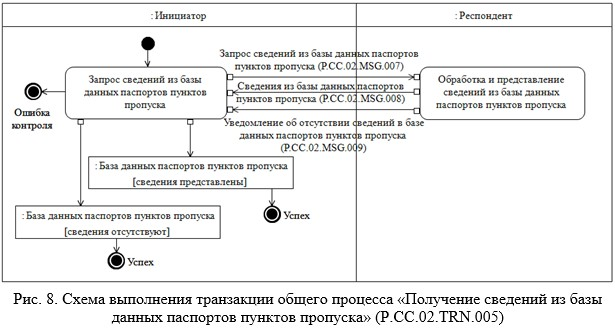 : Инициатор
: Респондент
Запрос сведений из базы
данных паспортов пунктов
пропуска
Ошибка
контроля
Запрос сведений из базы данных паспортов
пунктов пропуска (P.CC.02.MSG.007)
Сведения из базы данных паспортов
пунктов пропуска (P.CC.02.MSG.008)
Уведомление об отсутствии сведений в базе
данных паспортов пунктов пропуска
(P.CC.02.MSG.009)
Обработка и представление
сведений из базы данных
паспортов пунктов пропуска
: База данных паспортов пунктов пропуска
[сведения представлены]
Успех
: База данных паспортов пунктов пропуска
[сведения отсутствуют]
Успех
Рис. 8. Схема выполнения транзакции общего процесса «Получение сведений из базы
данных паспортов пунктов пропуска» (P.CC.02.TRN.005)